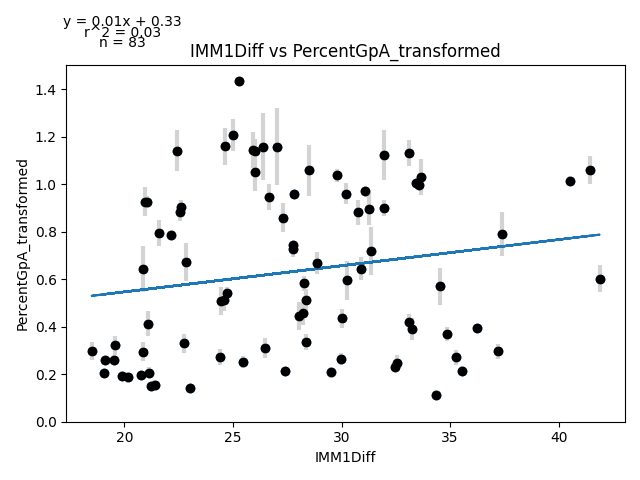 y = 0.01x + 0.33
r^2 = 0.03
n = 83
IMM1Diff vs PercentGpA_transformed
PercentGpA_transformed
1.4
1.2
1.0
0.8
0.6
0.4
0.2
0.0
20 25 30 35 40
IMM1Diff